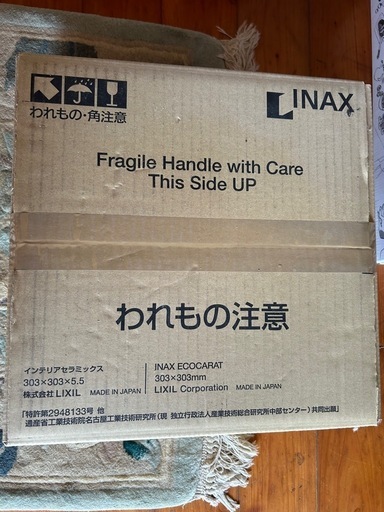 INAX
われもの・角注意
Fragile Handle with Care
This Side UP
われもの注意
インテリアセラミックス
303×303×5.5
株式会社 LIXIL MADE IN JAPAN
INAX ECOCARAT
303×303mm
LIXIL Corporation MADE IN JAPAN
「特許第2948133号 他
通産省工業技術院名古屋工業技術研究所（現 独立行政法人産業技術総合研究所中部センター）共同出願」